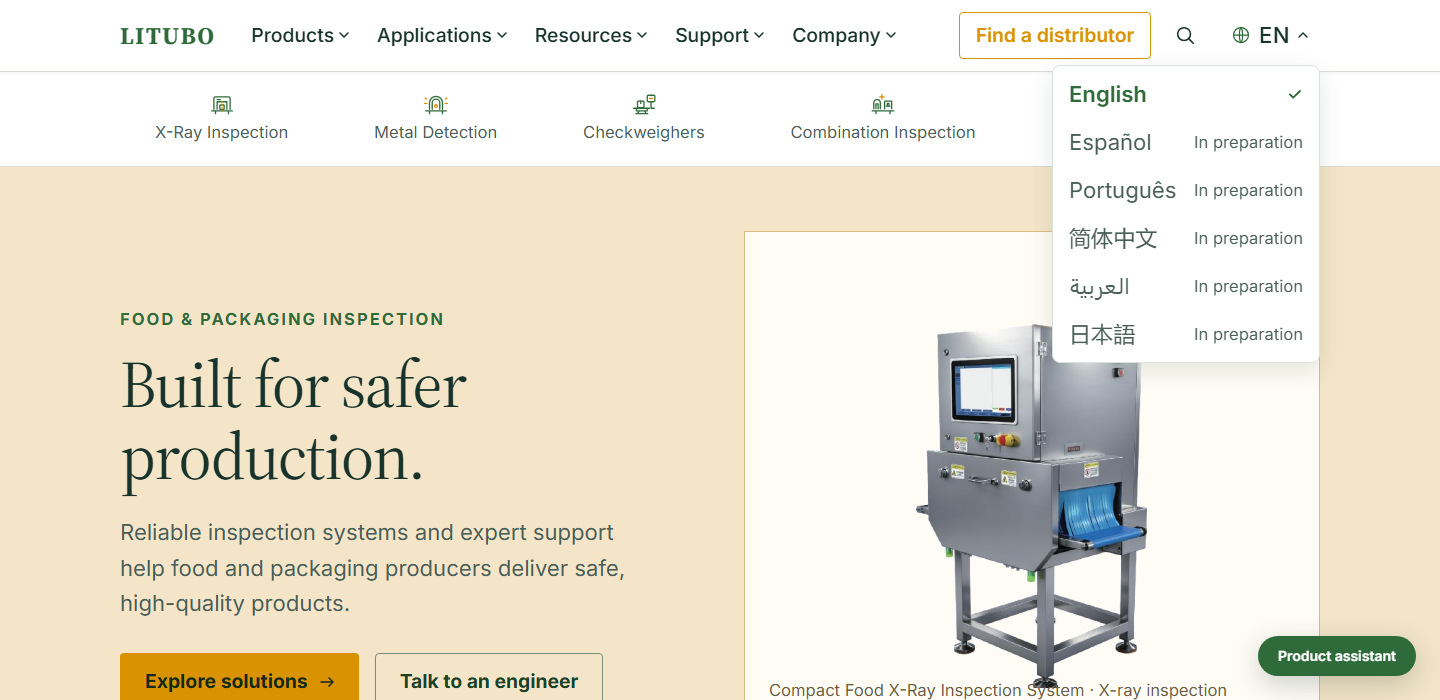 LITUBO
Products
Applications
Resources
Support
Company
Find a distributor
EN
X-Ray Inspection
Metal Detection
Checkweighers
Combination Inspection
English
Español In preparation
Português In preparation
简体中文 In preparation
العربية In preparation
日本語 In preparation
FOOD & PACKAGING INSPECTION
Built for safer
production.
Reliable inspection systems and expert support
help food and packaging producers deliver safe,
high-quality products.
Explore solutions →
Talk to an engineer
Compact Food X-Ray Inspection System · X-ray inspection
Product assistant